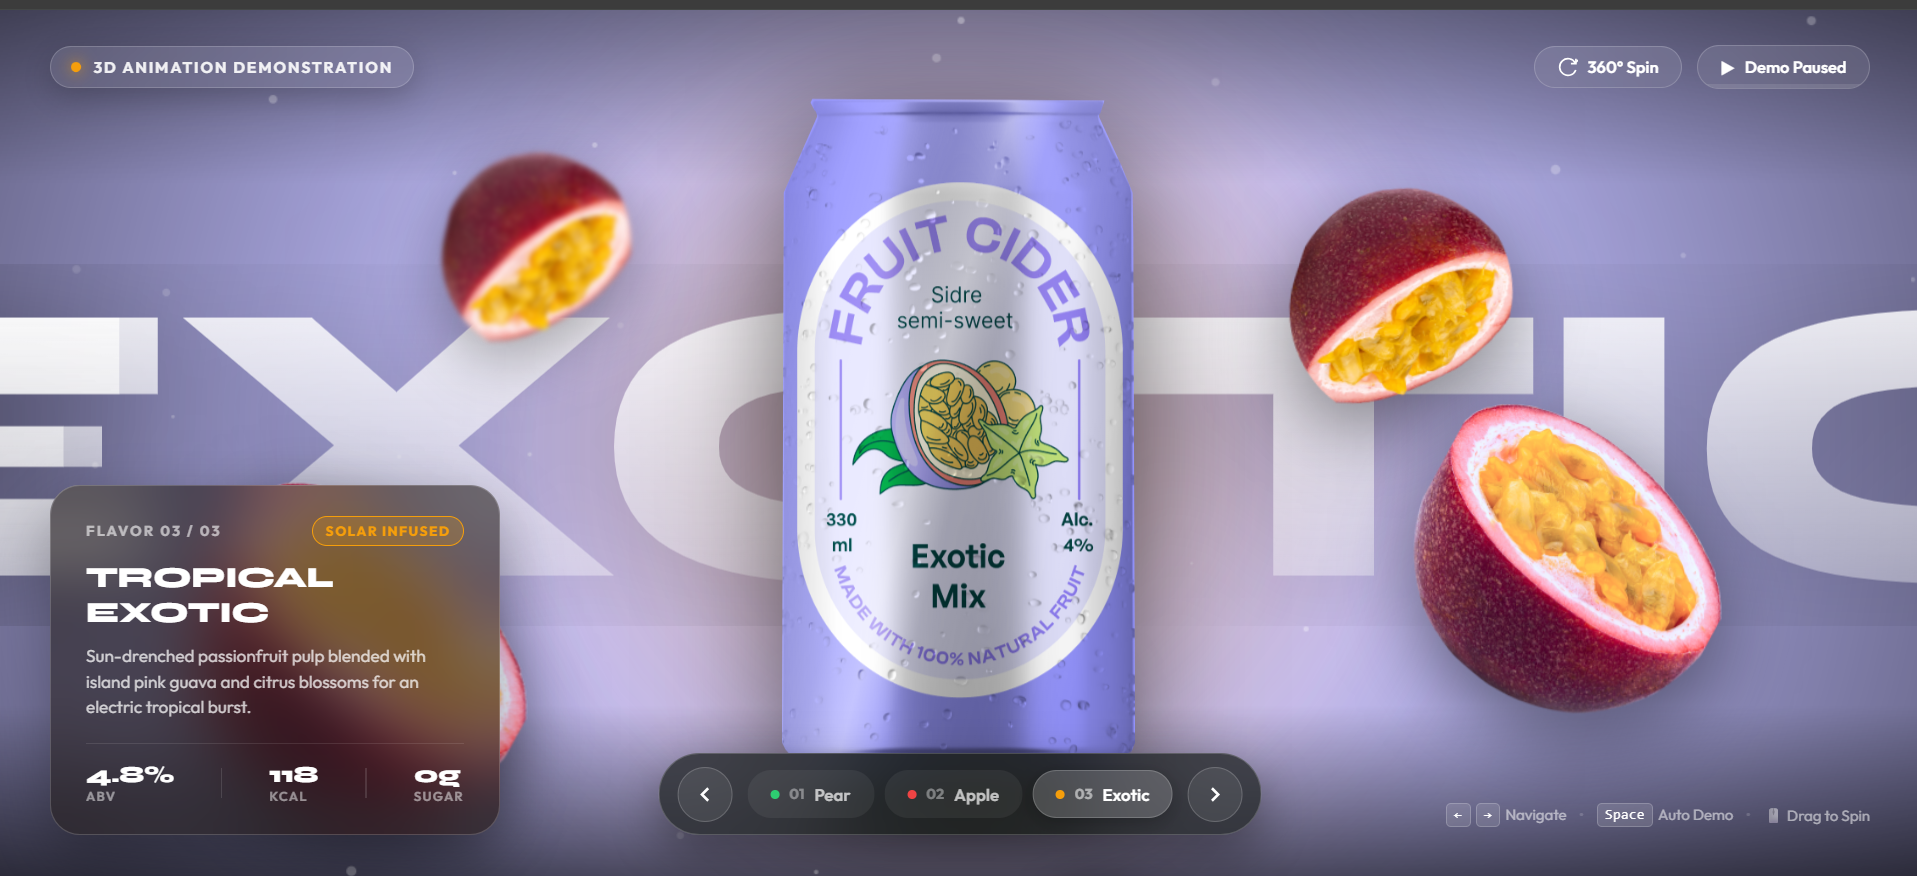 3D ANIMATION DEMONSTRATION
360° Spin
Demo Paused
EXOTIC
FRUIT CIDER
Sidre
semi-sweet
330
ml
Alc.
4%
Exotic
Mix
MADE WITH 100% NATURAL FRUIT
FLAVOR 03 / 03
SOLAR INFUSED
TROPICAL
EXOTIC
Sun-drenched passionfruit pulp blended with
island pink guava and citrus blossoms for an
electric tropical burst.
4.8%
ABV
118
KCAL
0g
SUGAR
01 Pear
02 Apple
03 Exotic
← → Navigate · Space Auto Demo · Drag to Spin